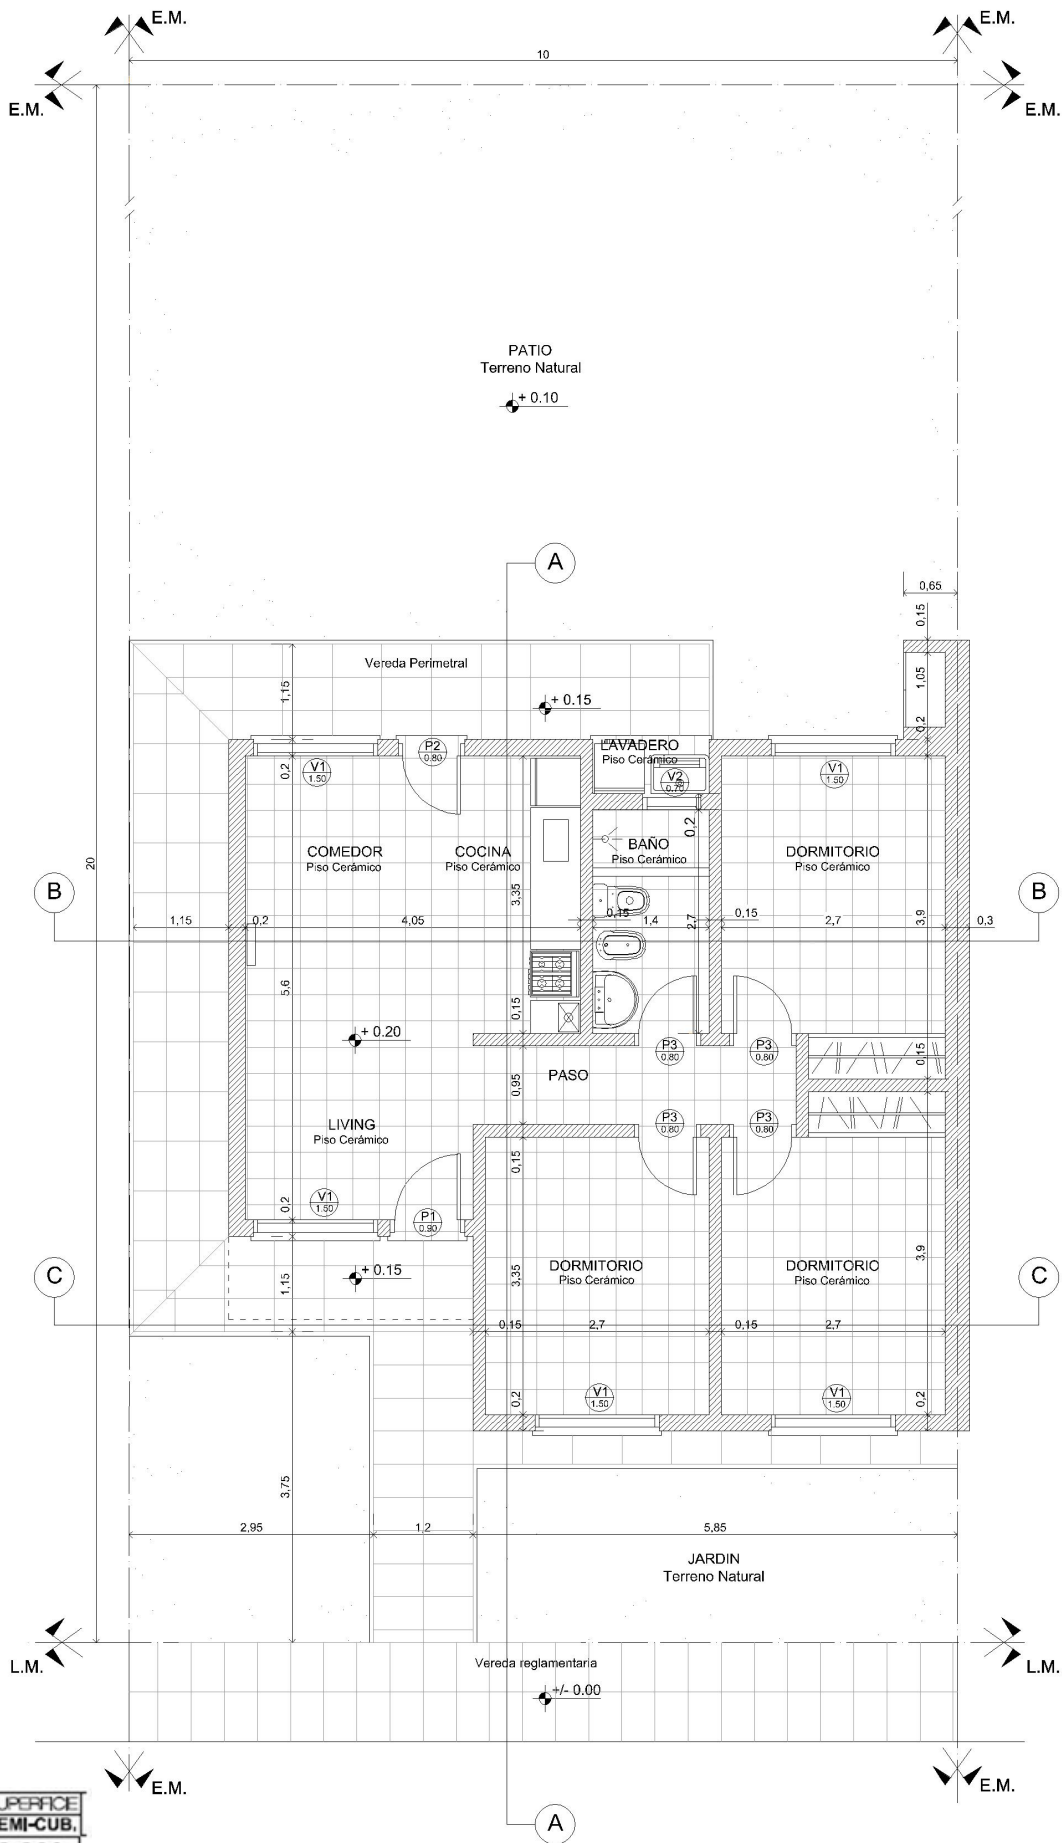 E.M.
E.M.
10
E.M.
E.M.
20
PATIO
Terreno Natural
+ 0.10
A
0,65
0,15
1,05
0,2
Vereda Perimetral
1,15
+ 0.15
P2
0.80
LAVADERO
Piso Cerámico
V1
1.50
0,2
V2
0.70
V1
1.50
0,2
COMEDOR
Piso Cerámico
COCINA
Piso Cerámico
BAÑO
Piso Cerámico
DORMITORIO
Piso Cerámico
3,35
B
B
1,15
0,2
4,05
0,15
1,4
2,7
0,15
2,7
3,9
0,3
5,6
0,15
+ 0.20
P3
0.80
P3
0.80
0,15
0,95
PASO
LIVING
Piso Cerámico
P3
0.80
P3
0.80
0,15
V1
1.50
0,2
P1
0.90
+ 0.15
1,15
DORMITORIO
Piso Cerámico
3,35
DORMITORIO
Piso Cerámico
3,9
C
C
0,15
2,7
0,15
2,7
V1
1.50
0,2
V1
1.50
0,2
3,75
2,95
1,2
5,85
JARDIN
Terreno Natural
L.M.
L.M.
Vereda reglamentaria
+/- 0.00
E.M.
E.M.
UPERFICIE
EMI-CUB.
A